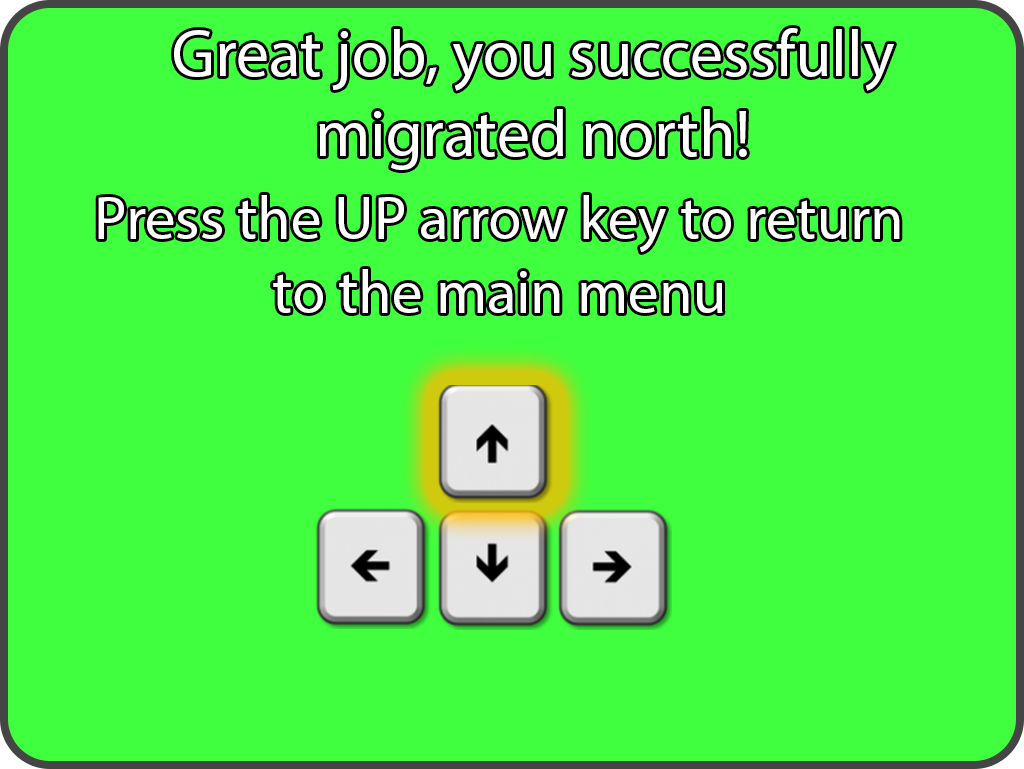 Great job, you successfully
migrated north!
Press the UP arrow key to return
to the main menu